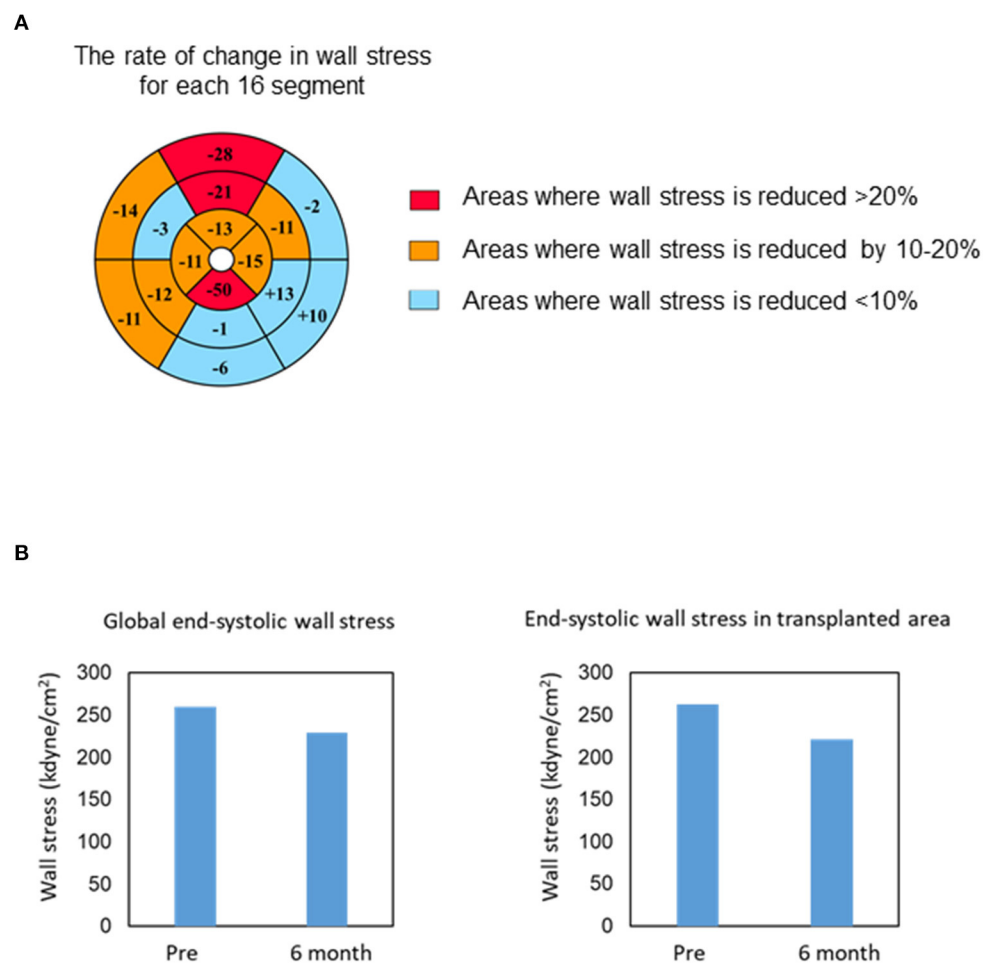 A
The rate of change in wall stress
for each 16 segment
-28
-21
-14
-2
-3
-11
-13
-11
-15
-50
-12
+13
-11
+10
-1
-6
Areas where wall stress is reduced >20%
Areas where wall stress is reduced by 10-20%
Areas where wall stress is reduced <10%
B
Global end-systolic wall stress
Wall stress (kdyne/cm²)
300
250
200
150
100
50
0
Pre 6 month
End-systolic wall stress in transplanted area
Wall stress (kdyne/cm²)
300
250
200
150
100
50
0
Pre 6 month